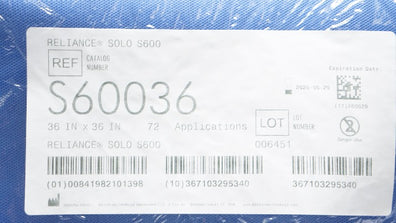 RELIANCE® SOLO S600
REF CATALOG NUMBER
S60036
36 IN x 36 IN 72 Applications
LOT LOT NUMBER
006451
RELIANCE® SOLO S600
Expiration Date
(01)00841982101398
(10)367103295340
367103295340